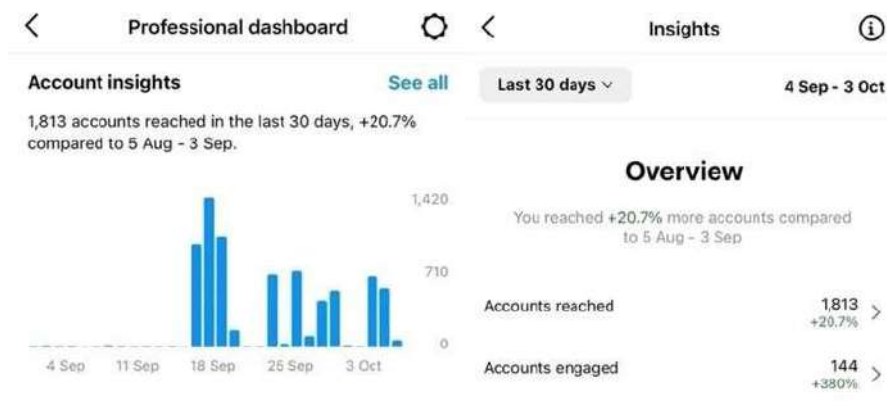 Professional dashboard
Account insights
See all
1,813 accounts reached in the last 30 days, +20.7%
compared to 5 Aug - 3 Sep.
1,420
710
0
4 Sep
11 Sep
18 Sep
25 Sep
3 Oct
Insights
Last 30 days
4 Sep - 3 Oct
Overview
You reached +20.7% more accounts compared
to 5 Aug - 3 Sep
Accounts reached
1,813
+20.7%
Accounts engaged
144
+380%